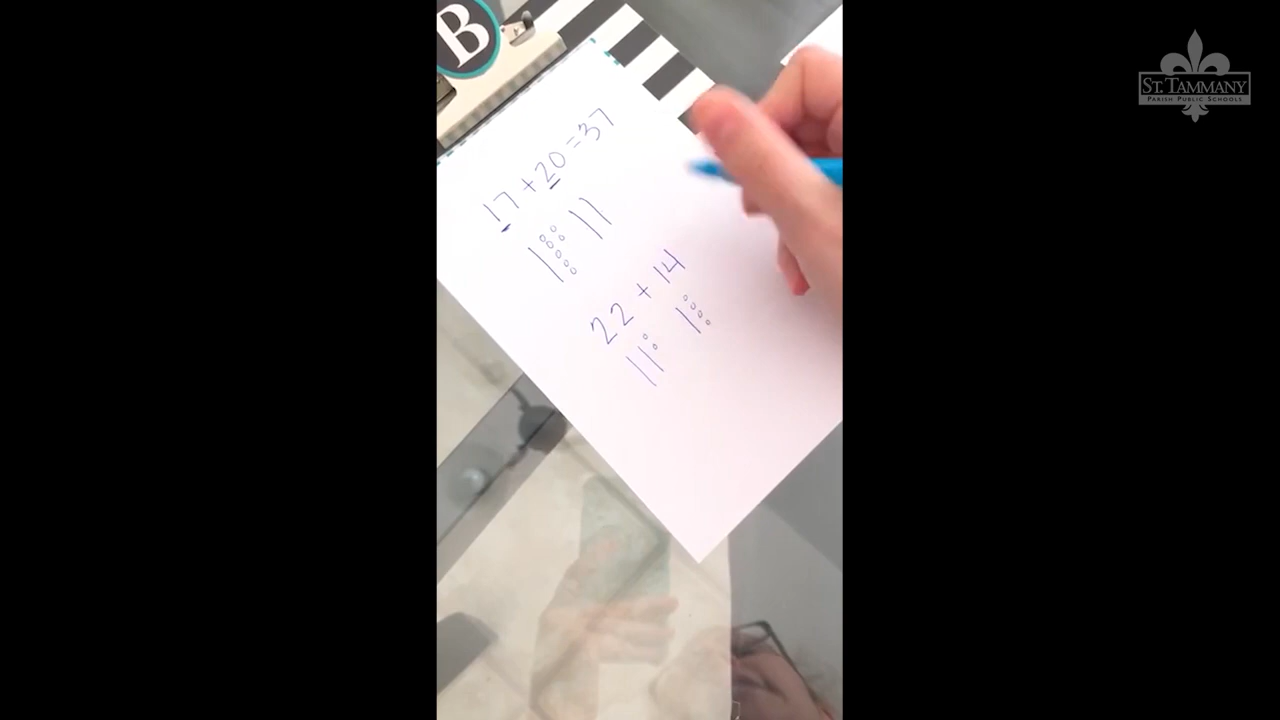 B
ST. TAMMANY
PARISH PUBLIC SCHOOLS
17 + 20 = 37
22 + 14